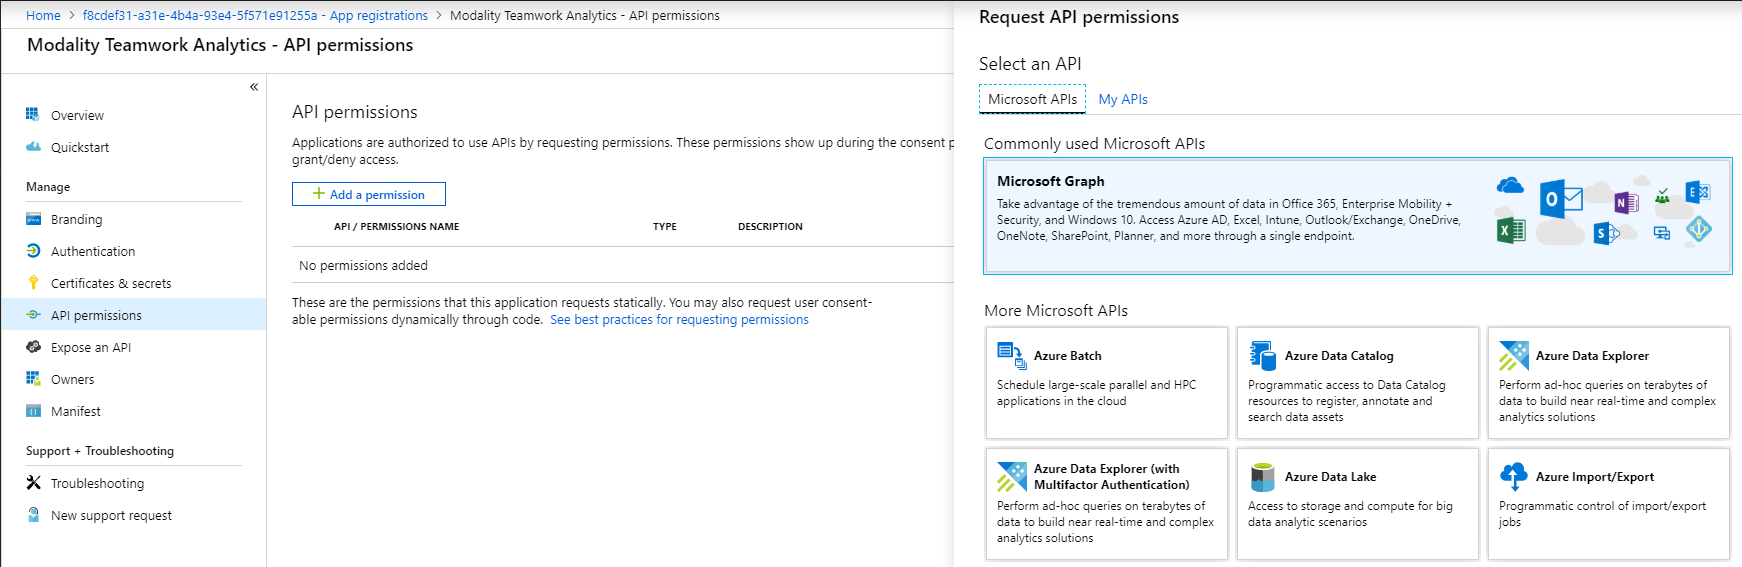 Home > f8cdef31-a31e-4b4a-93e4-5f571e91255a - App registrations > Modality Teamwork Analytics - API permissions
Modality Teamwork Analytics - API permissions
«
Overview
Quickstart
Manage
Branding
Authentication
Certificates & secrets
API permissions
Expose an API
Owners
Manifest
Support + Troubleshooting
Troubleshooting
New support request
API permissions
Applications are authorized to use APIs by requesting permissions. These permissions show up during the consent p
grant/deny access.
+ Add a permission
API / PERMISSIONS NAME TYPE DESCRIPTION
No permissions added
These are the permissions that this application requests statically. You may also request user consent-
able permissions dynamically through code. See best practices for requesting permissions
Request API permissions
Select an API
Microsoft APIs My APIs
Commonly used Microsoft APIs
Microsoft Graph
Take advantage of the tremendous amount of data in Office 365, Enterprise Mobility +
Security, and Windows 10. Access Azure AD, Excel, Intune, Outlook/Exchange, OneDrive,
OneNote, SharePoint, Planner, and more through a single endpoint.
More Microsoft APIs
Azure Batch
Schedule large-scale parallel and HPC
applications in the cloud
Azure Data Catalog
Programmatic access to Data Catalog
resources to register, annotate and
search data assets
Azure Data Explorer
Perform ad-hoc queries on terabytes of
data to build near real-time and complex
analytics solutions
Azure Data Explorer (with
Multifactor Authentication)
Perform ad-hoc queries on terabytes of
data to build near real-time and complex
analytics solutions
Azure Data Lake
Access to storage and compute for big
data analytic scenarios
Azure Import/Export
Programmatic control of import/export
jobs